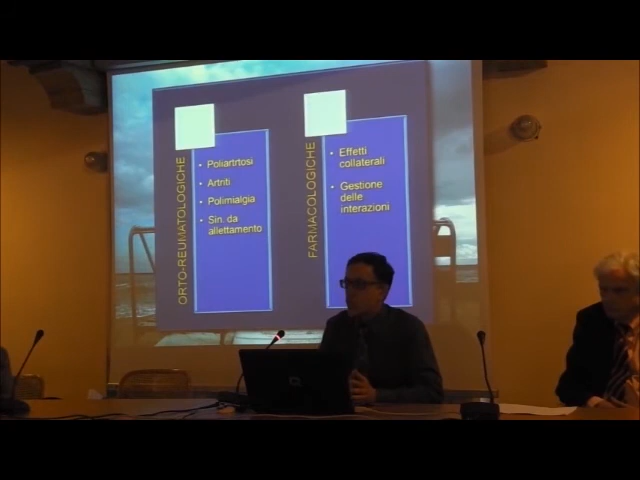 ORTO-REUMATOLOGICHE
• Poliartrtosi
• Artriti
• Polimialgia
• Sin. da
allettamento
FARMACOLOGICHE
• Effetti
collaterali
• Gestione
delle
interazioni